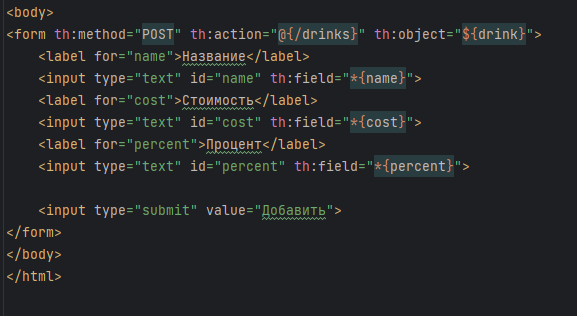 <body>
<form th:method="POST" th:action="@{/drinks}" th:object="${drink}">
<label for="name">Название</label>
<input type="text" id="name" th:field="*{name}">
<label for="cost">Стоимость</label>
<input type="text" id="cost" th:field="*{cost}">
<label for="percent">Процент</label>
<input type="text" id="percent" th:field="*{percent}">
<input type="submit" value="Добавить">
</form>
</body>
</html>